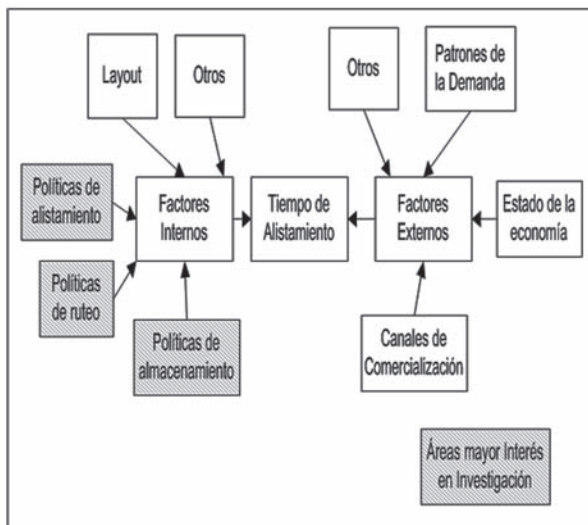 Layout
Otros
Otros
Patrones de
la Demanda
Políticas de
alistamiento
Factores
Internos
Tiempo de
Alistamiento
Factores
Externos
Estado de la
economía
Políticas
de ruteo
Políticas de
almacenamiento
Canales de
Comercialización
Áreas mayor Interés
en Investigación